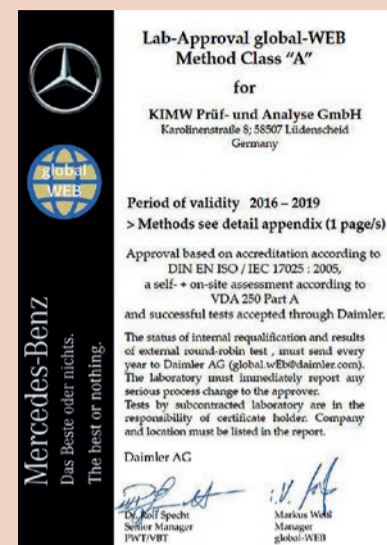 Lab-Approval global-WEB
Method Class “A”
for
KIMW Prüf- und Analyse GmbH
Karolinenstraße 8; 58507 Lüdenscheid
Germany
global
WEB
Period of validity 2016 – 2019
> Methods see detail appendix (1 page/s)
Approval based on accreditation according to
DIN EN ISO / IEC 17025 : 2005,
a self- + on-site assessment according to
VDA 250 Part A
and successful tests accepted through Daimler.
The status of internal requalification and results
of external round-robin test , must send every
year to Daimler AG (global.wEb@daimler.com).
The laboratory must immediately report any
serious process change to the approver.
Tests by subcontracted laboratory are in the
responsibility of certificate holder. Company
and location must be listed in the report.
Daimler AG
Dr. Rolf Specht
Senior Manager
PWT/VBT
Markus Weiß
Manager
global-WEB
Mercedes-Benz
Das Beste oder nichts.
The best or nothing.